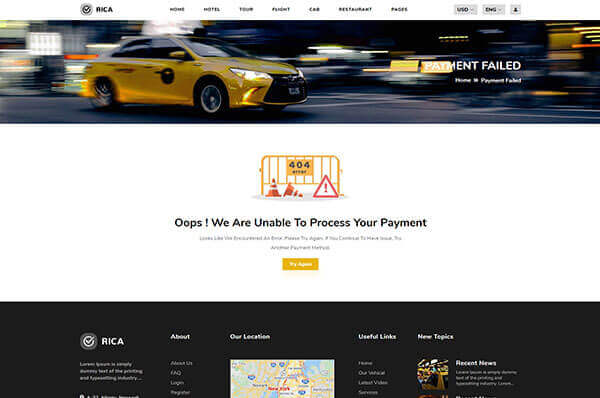 RICA
HOME HOTEL TOUR FLIGHT CAB RESTAURANT PAGES
USD ENG
PAYMENT FAILED
Home Payment Failed
404
error
Oops ! We Are Unable To Process Your Payment
Looks Like We Encountered An Error. Please Try Again. If You Continue To Have Issue, Try
Another Payment Method.
Try Again
RICA
Lorem Ipsum is simply
dummy text of the printing
and typesetting industry....
About
About Us
FAQ
Login
Register
Our Location
New York
Useful Links
Home
Our Vehical
Latest Video
Services
New Topics
Recent News
Lorem Ipsum is simply dummy
text of the printing and
typesetting industry. Lorem...